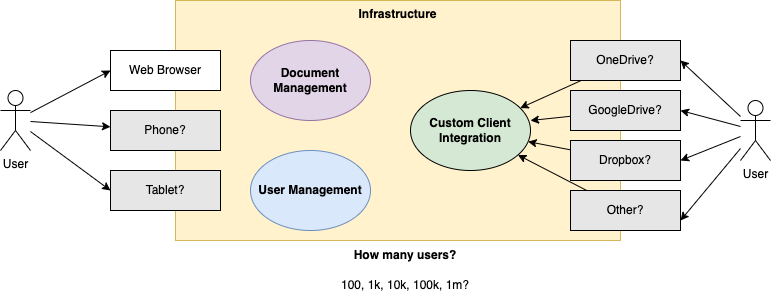 Infrastructure
Web Browser
Phone?
Tablet?
User
Document
Management
User Management
Custom Client
Integration
OneDrive?
GoogleDrive?
Dropbox?
Other?
User
How many users?
100, 1k, 10k, 100k, 1m?